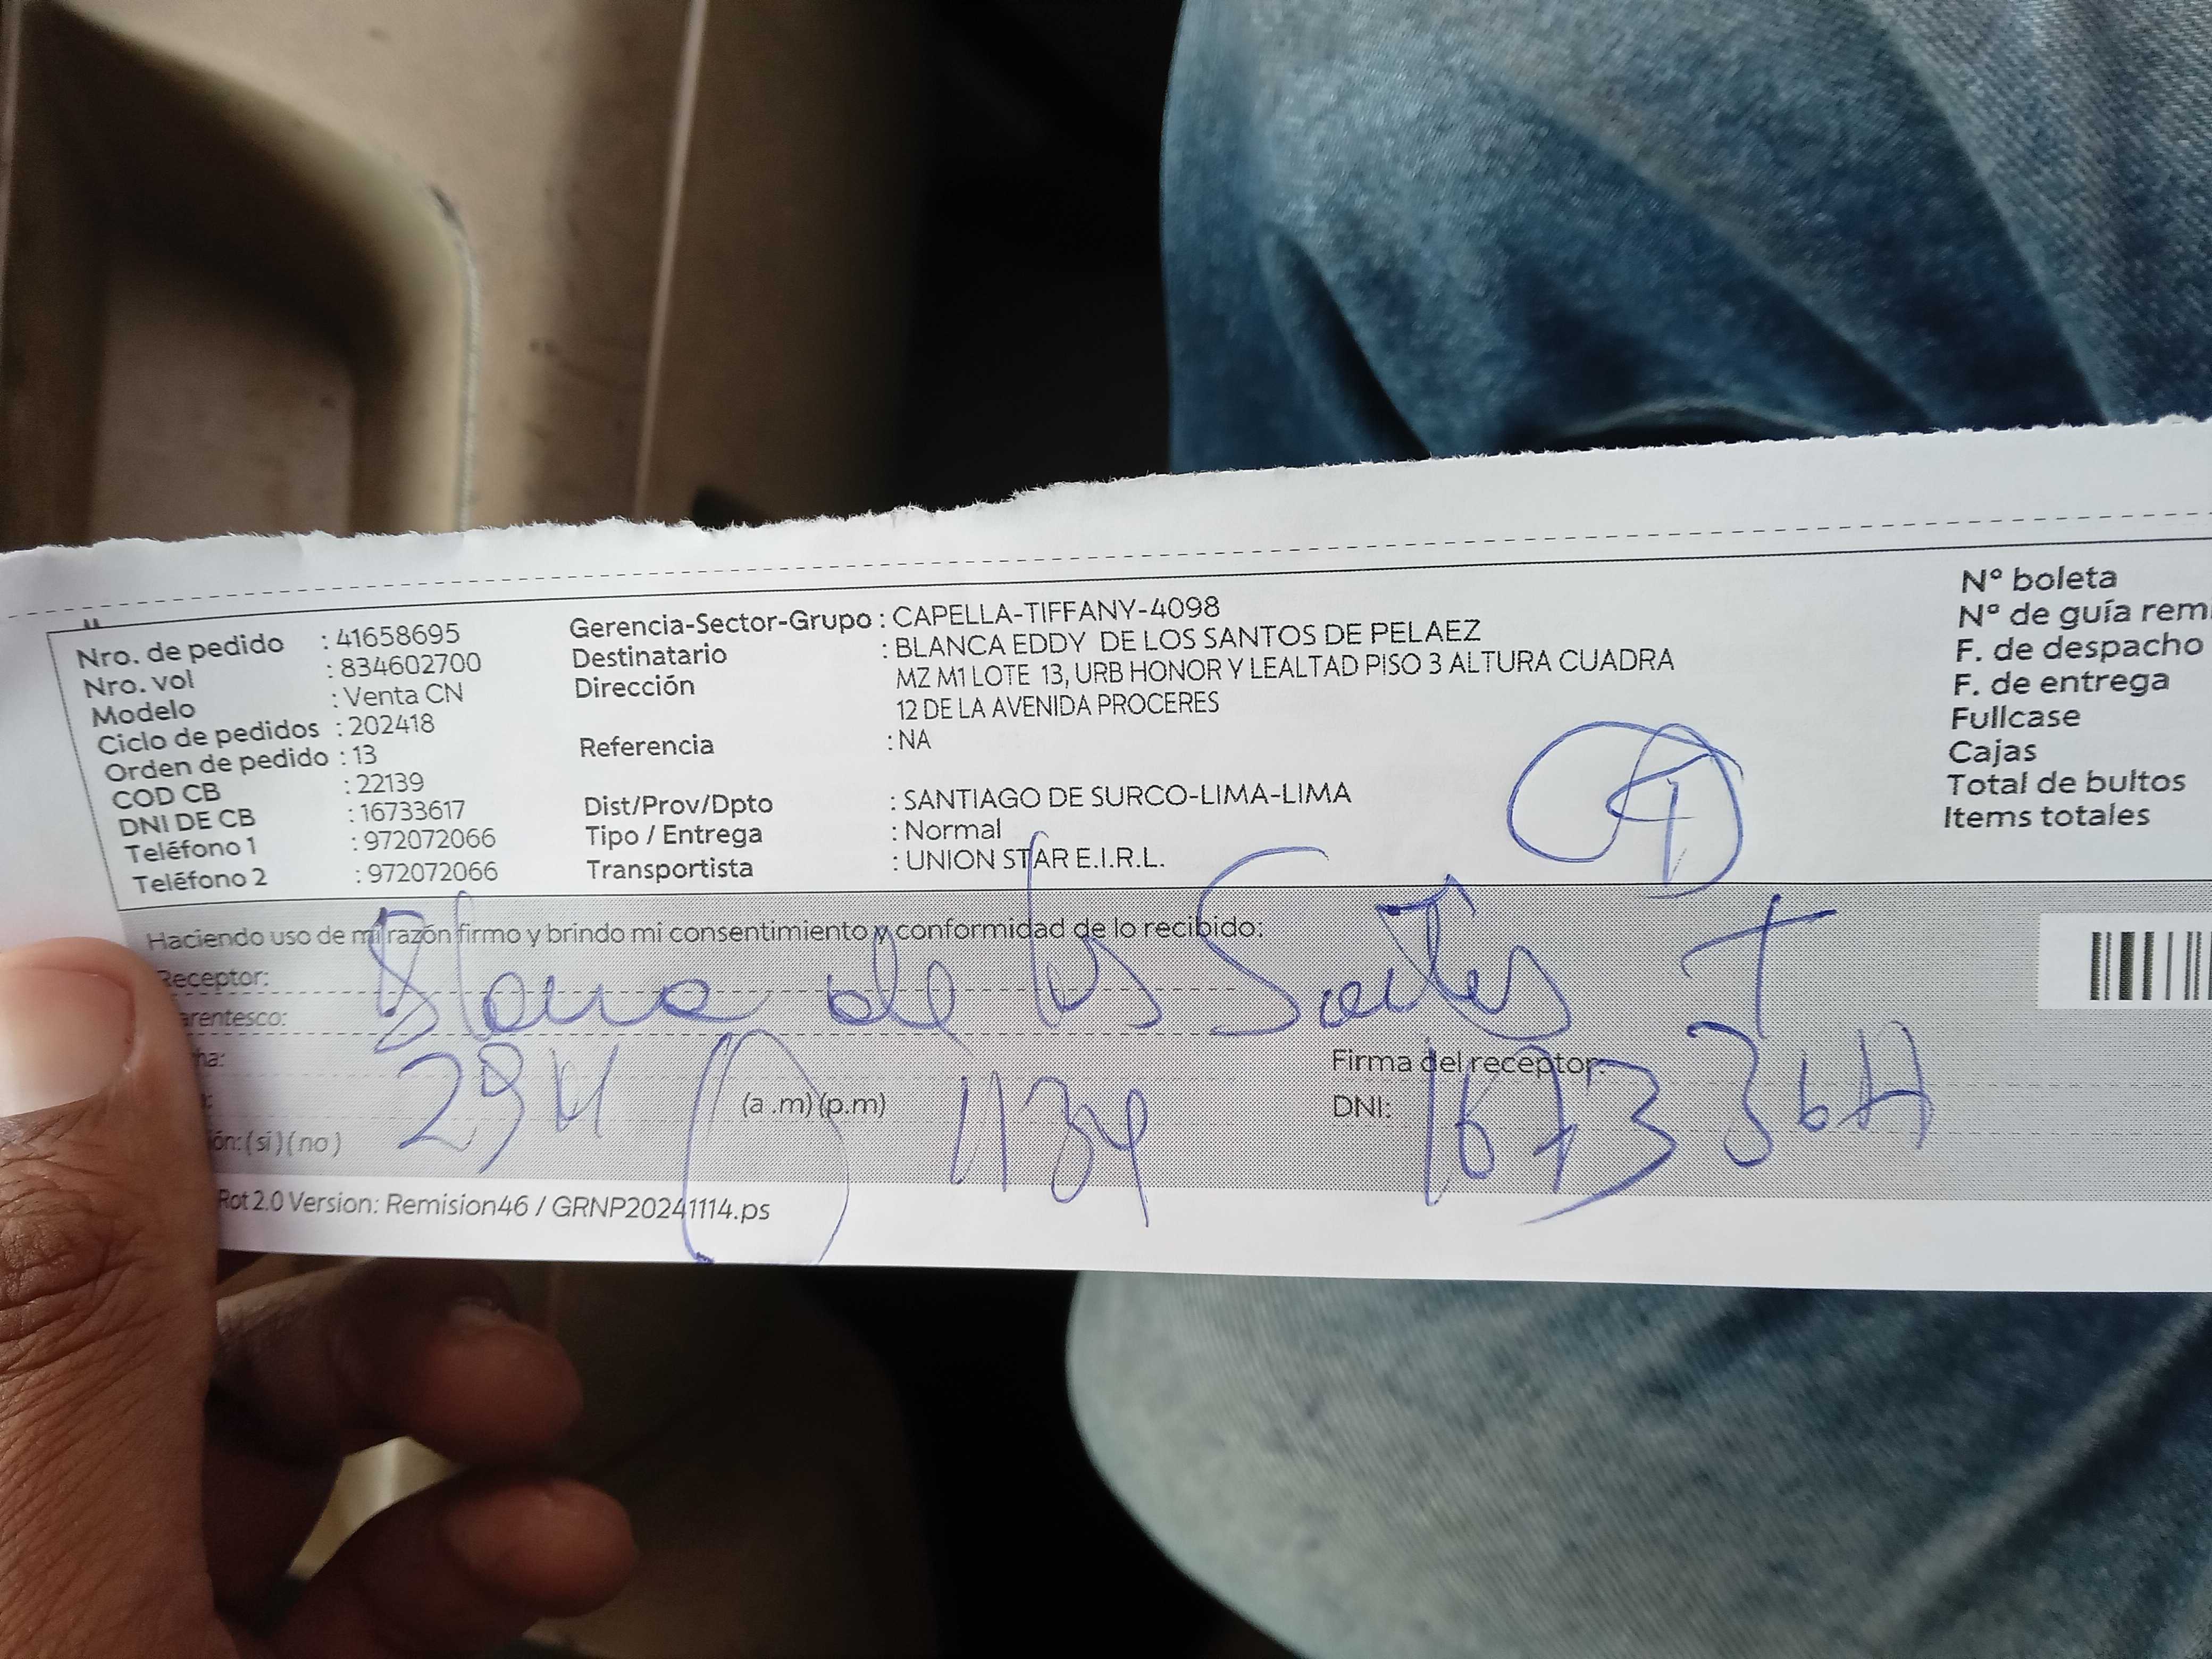 Nro. de pedido : 41658695
Nro. vol : 834602700
Modelo : Venta CN
Ciclo de pedidos : 202418
Orden de pedido : 13
COD CB : 22139
DNI DE CB : 16733617
Teléfono 1 : 972072066
Teléfono 2 : 972072066
Gerencia-Sector-Grupo : CAPELLA-TIFFANY-4098
Destinatario : BLANCA EDDY DE LOS SANTOS DE PELAEZ
Dirección MZ M1 LOTE 13, URB HONOR Y LEALTAD PISO 3 ALTURA CUADRA
12 DE LA AVENIDA PROCERES
Referencia : NA
Dist/Prov/Dpto : SANTIAGO DE SURCO-LIMA-LIMA
Tipo / Entrega : Normal
Transportista : UNION STAR E.I.R.L.
N° boleta
N° de guía rem
F. de despacho
F. de entrega
Fullcase
Cajas
Total de bultos
Items totales
Haciendo uso de mi razón firmo y brindo mi consentimiento y conformidad de lo recibido:
Receptor: de los Santos
arentesco:
ha:
(a .m) (p.m) 11 34
Firma del receptor:
DNI:
ón: (si) (no)
Rot 2.0 Version: Remision46 / GRNP20241114.ps